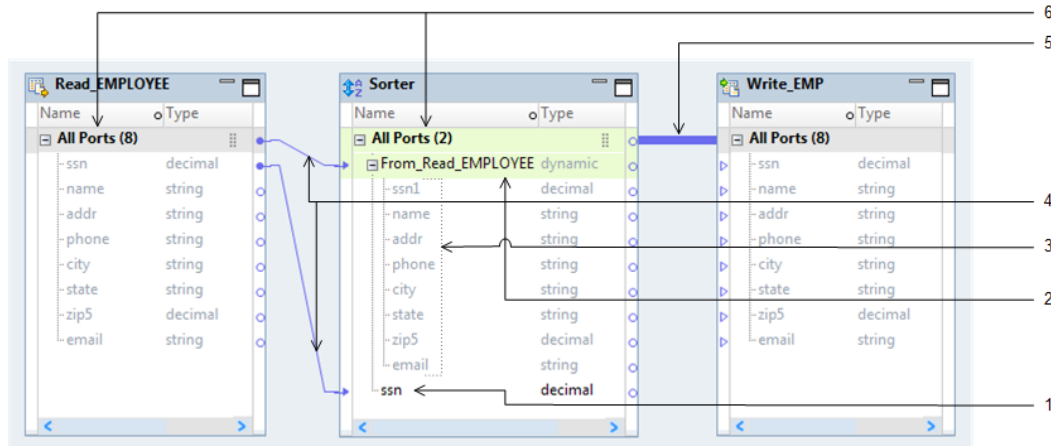 6
5
Read_EMPLOYEE
Name Type
All Ports (8)
ssn decimal
name string
addr string
phone string
city string
state string
zip5 decimal
email string
Sorter
Name Type
All Ports (2)
From_Read_EMPLOYEE dynamic
ssn1 decimal
name string
addr string
phone string
city string
state string
zip5 decimal
email string
ssn decimal
Write_EMP
Name Type
All Ports (8)
ssn decimal
name string
addr string
phone string
city string
state string
zip5 decimal
email string
4
3
2
1